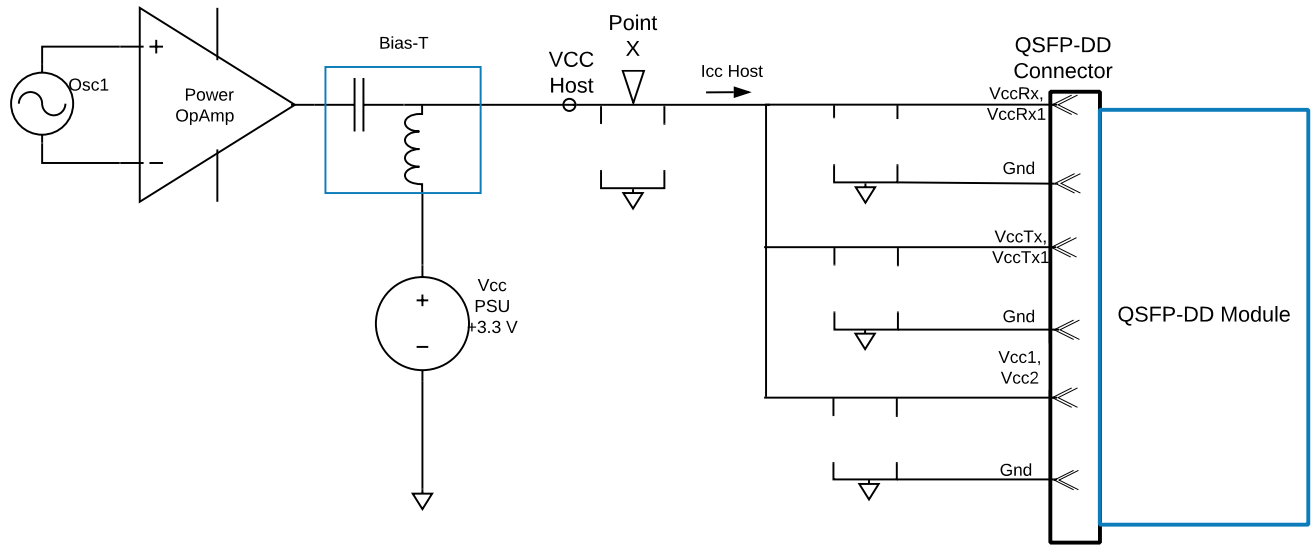 Point
X
QSFP-DD
Connector
Bias-T
VCC
Host
Icc Host
Osc1
+
Power
OpAmp
−
VccRx,
VccRx1
Gnd
VccTx,
VccTx1
Vcc
PSU
+3.3 V
+
−
Gnd
QSFP-DD Module
Vcc1,
Vcc2
Gnd